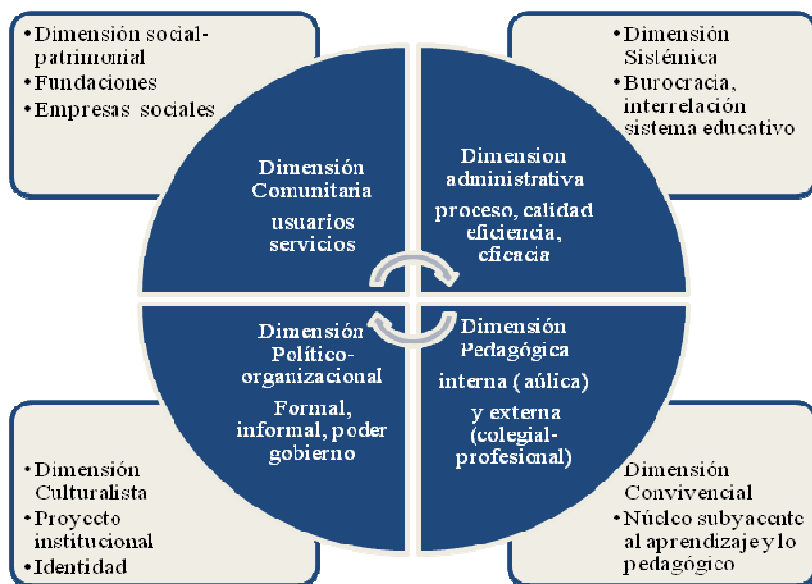 • Dimensión social-
patrimonial
• Fundaciones
• Empresas sociales
• Dimensión
Sistémica
• Burocracia,
interrelación
sistema educativo
Dimensión
Comunitaria
usuarios
servicios
Dimension
administrativa
proceso, calidad
eficiencia,
eficacia
Dimensión
Político-
organizacional
Formal,
informal, poder
gobierno
Dimensión
Pedagógica
interna (aúlica)
y externa
(colegial-
profesional)
• Dimensión
Culturalista
• Proyecto
institucional
• Identidad
Dimensión
Convivencial
• Núcleo subyacente
al aprendizaje y lo
pedagógico